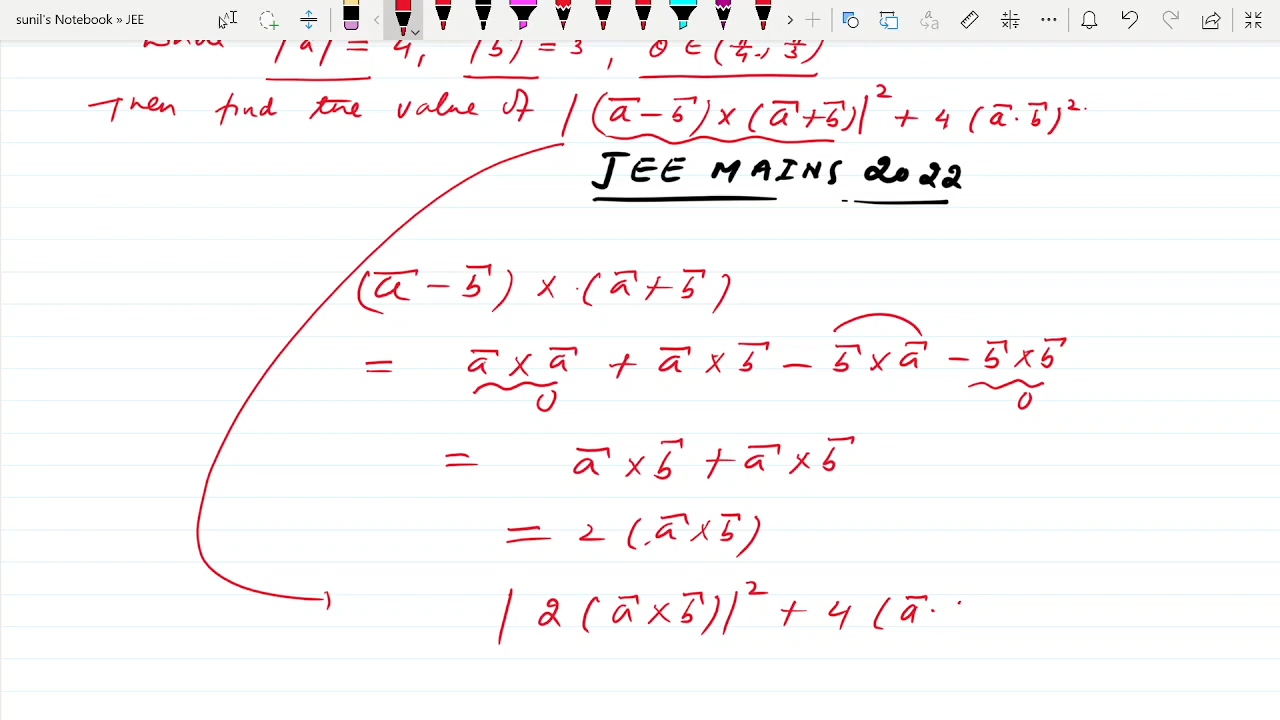 sunil's Notebook » JEE
|a̅| = 4, |b̅| = 3, θ ∈ (π/4, π/3)
Then find the value of |(a̅ − b̅) × (a̅ + b̅)|² + 4 (a̅ · b̅)².
JEE MAINS 2022
(a̅ − b̅) × (a̅ + b̅)
= a̅ × a̅ + a̅ × b̅ − b̅ × a̅ − b̅ × b̅
0 0
= a̅ × b̅ + a̅ × b̅
= 2 (a̅ × b̅)
|2 (a̅ × b̅)|² + 4 (a̅ ·